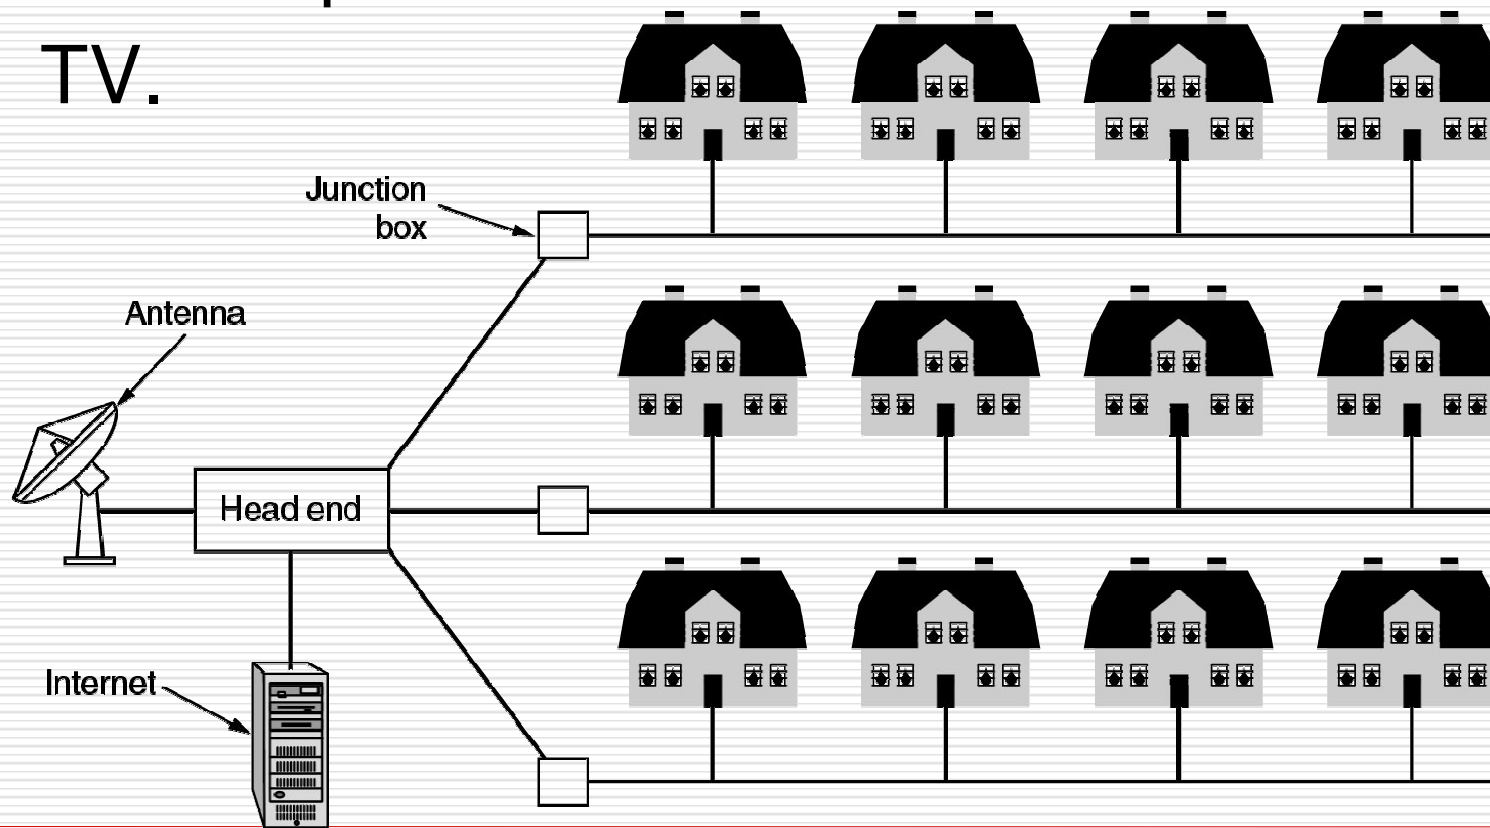 TV.
Junction
box
Antenna
Head end
Internet